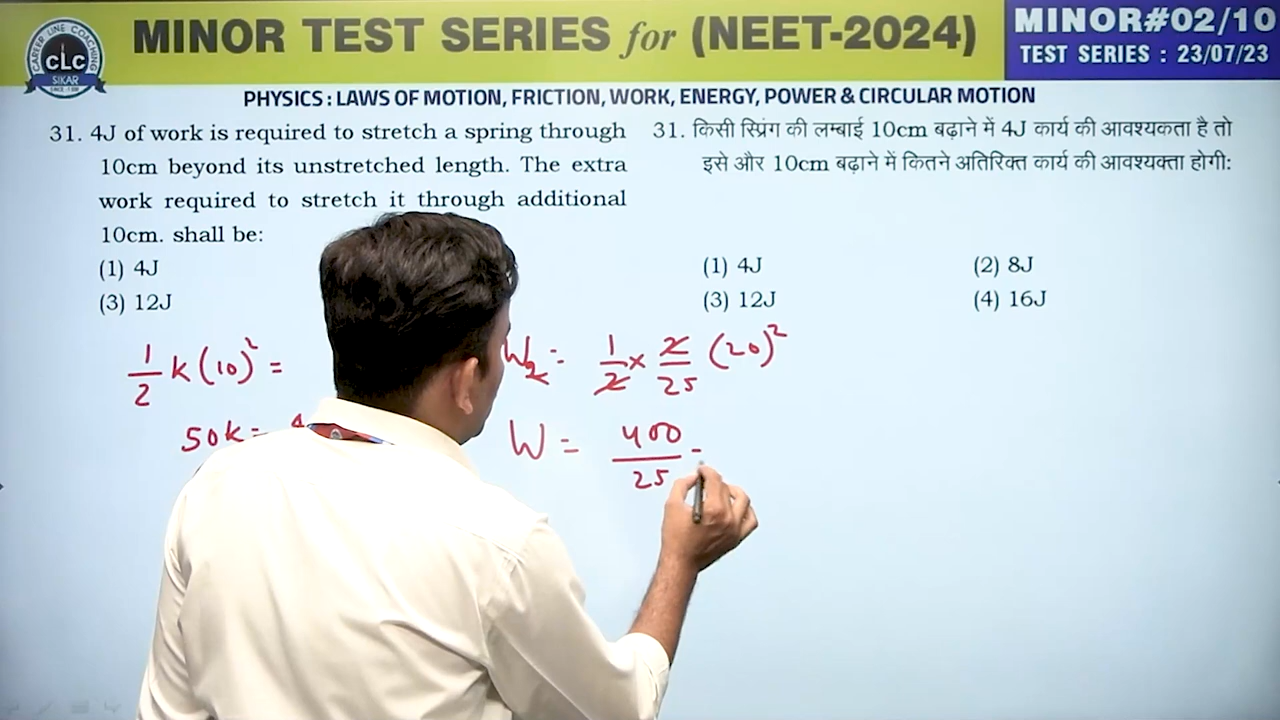 CAREER LINE COACHING
CLC
SIKAR
SINCE : 1996
MINOR TEST SERIES for (NEET-2024)
MINOR#02/10
TEST SERIES : 23/07/23
PHYSICS : LAWS OF MOTION, FRICTION, WORK, ENERGY, POWER & CIRCULAR MOTION
31. 4J of work is required to stretch a spring through
10cm beyond its unstretched length. The extra
work required to stretch it through additional
10cm. shall be:
(1) 4J
(3) 12J
31. किसी स्प्रिंग की लम्बाई 10cm बढ़ाने में 4J कार्य की आवश्यकता है तो
इसे और 10cm बढ़ाने में कितने अतिरिक्त कार्य की आवश्यक्ता होगी:
(1) 4J (2) 8J
(3) 12J (4) 16J
1/2 k(10)² =
50k = 4
W₂ = 1/2 × 2/25 (20)²
W = 400/25 =